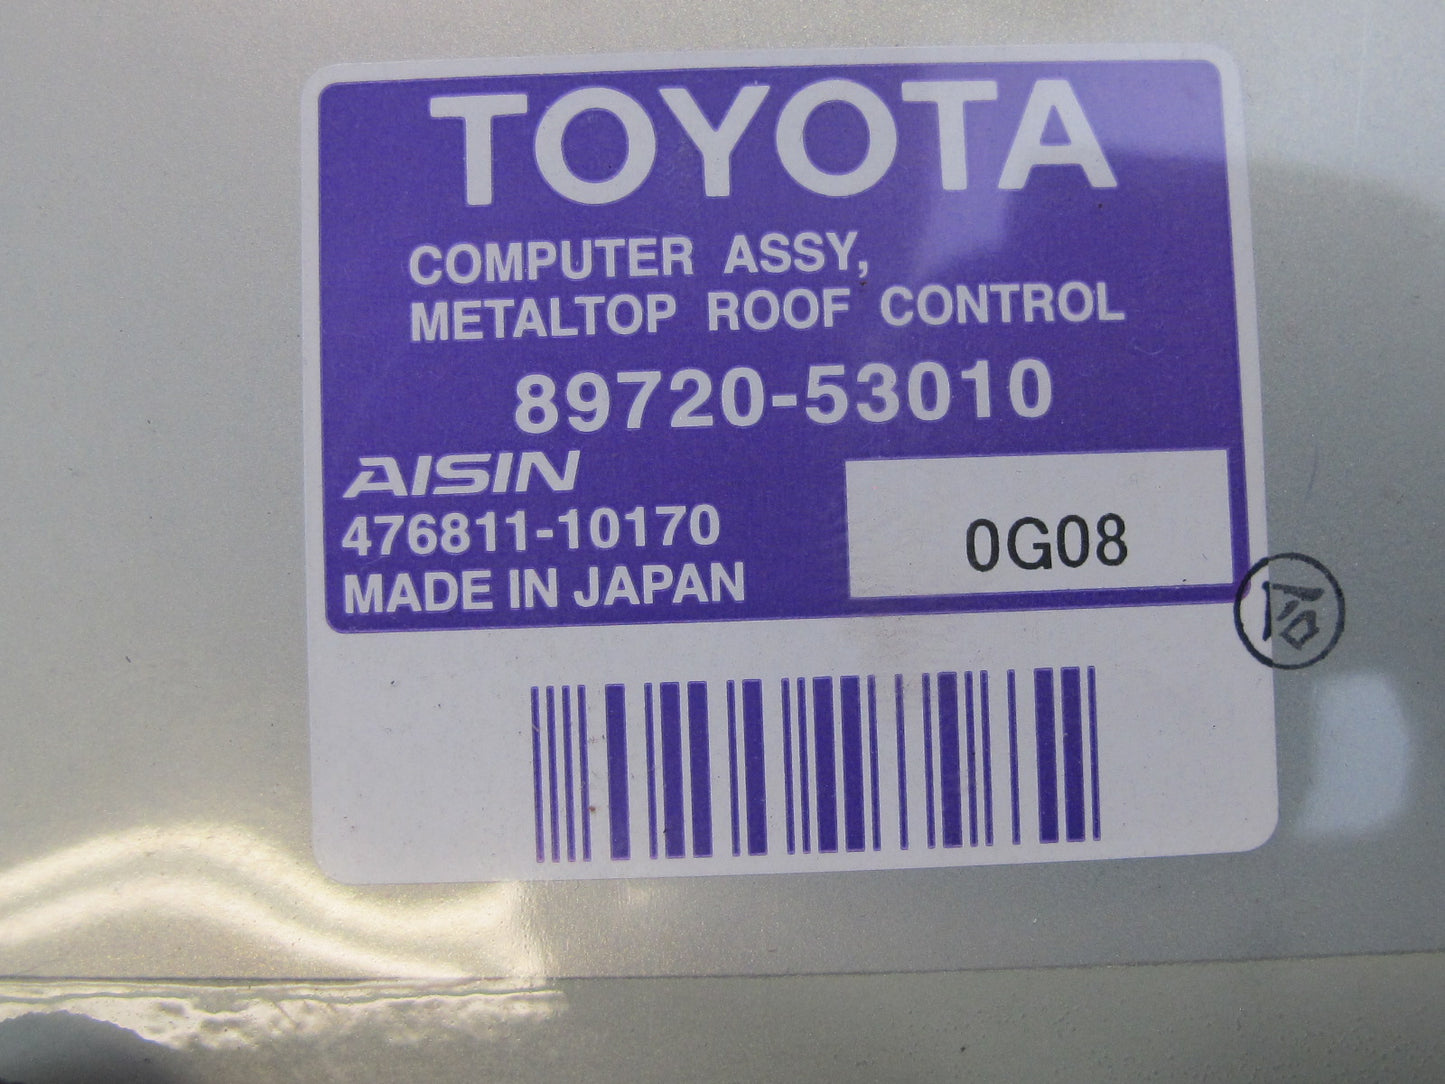 TOYOTA
COMPUTER ASSY,
METALTOP ROOF CONTROL
89720-53010
AISIN
476811-10170
MADE IN JAPAN
0G08